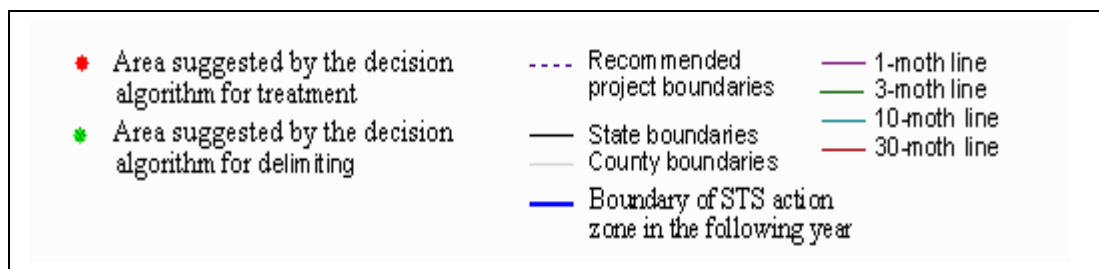 Area suggested by the decision
algorithm for treatment
Area suggested by the decision
algorithm for delimiting
Recommended
project boundaries
State boundaries
County boundaries
Boundary of STS action
zone in the following year
1-moth line
3-moth line
10-moth line
30-moth line